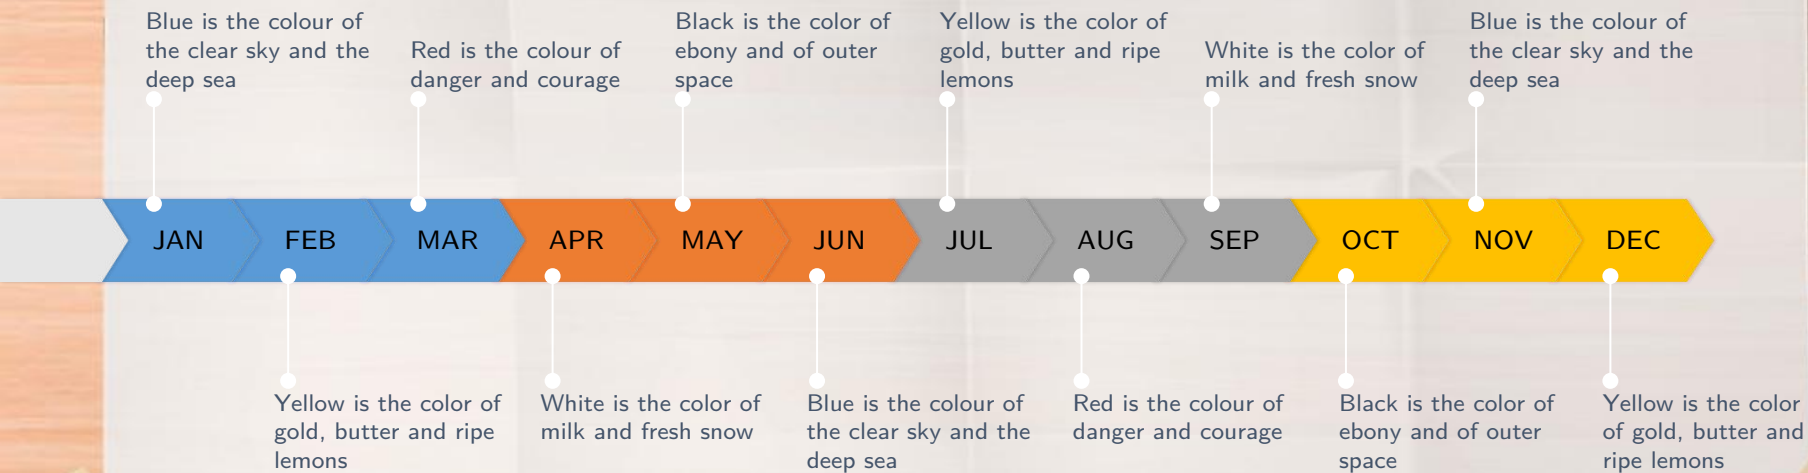 Blue is the colour of
the clear sky and the
deep sea
Red is the colour of
danger and courage
Black is the color of
ebony and of outer
space
Yellow is the color of
gold, butter and ripe
lemons
White is the color of
milk and fresh snow
Blue is the colour of
the clear sky and the
deep sea
JAN
FEB
MAR
APR
MAY
JUN
JUL
AUG
SEP
OCT
NOV
DEC
Yellow is the color of
gold, butter and ripe
lemons
White is the color of
milk and fresh snow
Blue is the colour of
the clear sky and the
deep sea
Red is the colour of
danger and courage
Black is the color of
ebony and of outer
space
Yellow is the color
of gold, butter and
ripe lemons